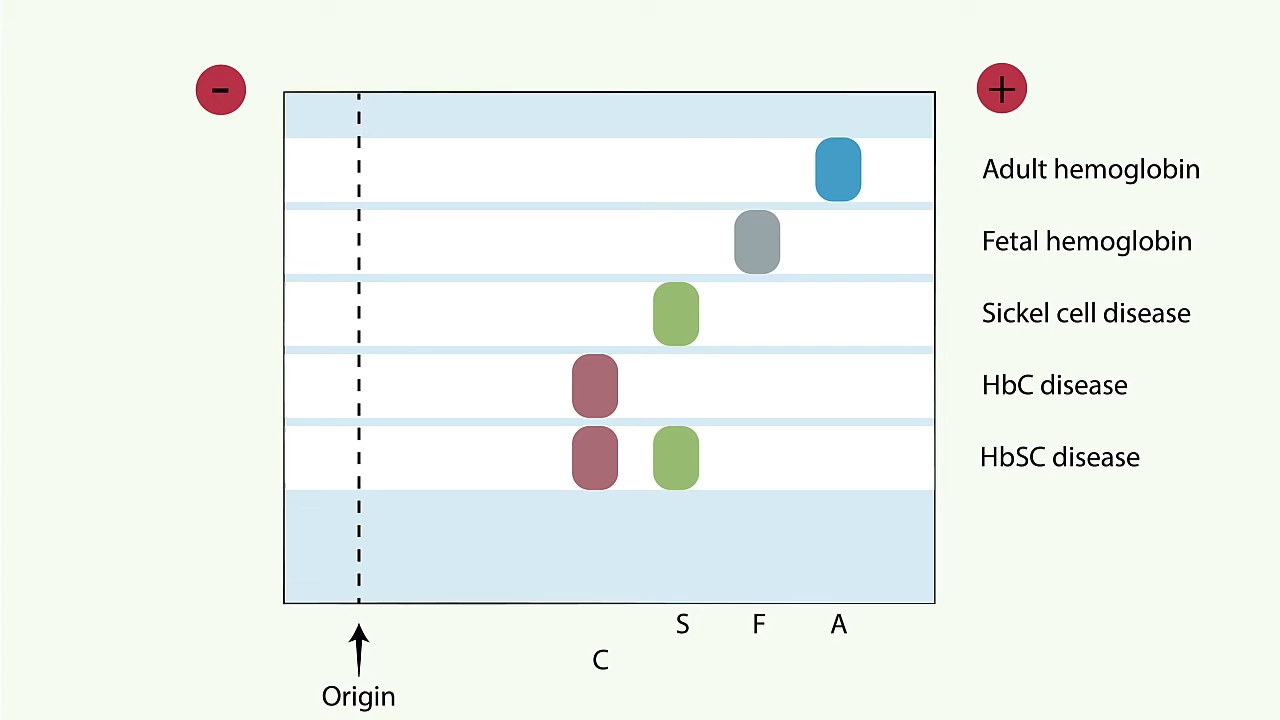 -
+
Adult hemoglobin
Fetal hemoglobin
Sickel cell disease
HbC disease
HbSC disease
S F A
C
Origin